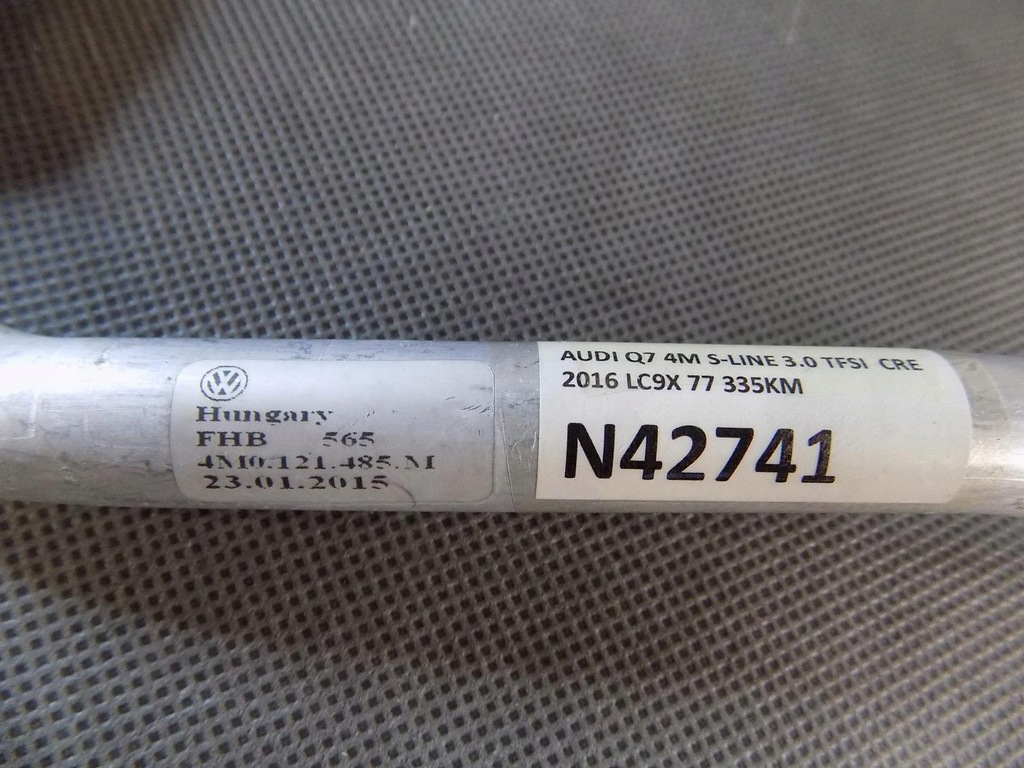 Hungary
FHB 565
4M0.121.485.M
23.01.2015
AUDI Q7 4M S-LINE 3.0 TFSI CRE
2016 LC9X 77 335KM
N42741